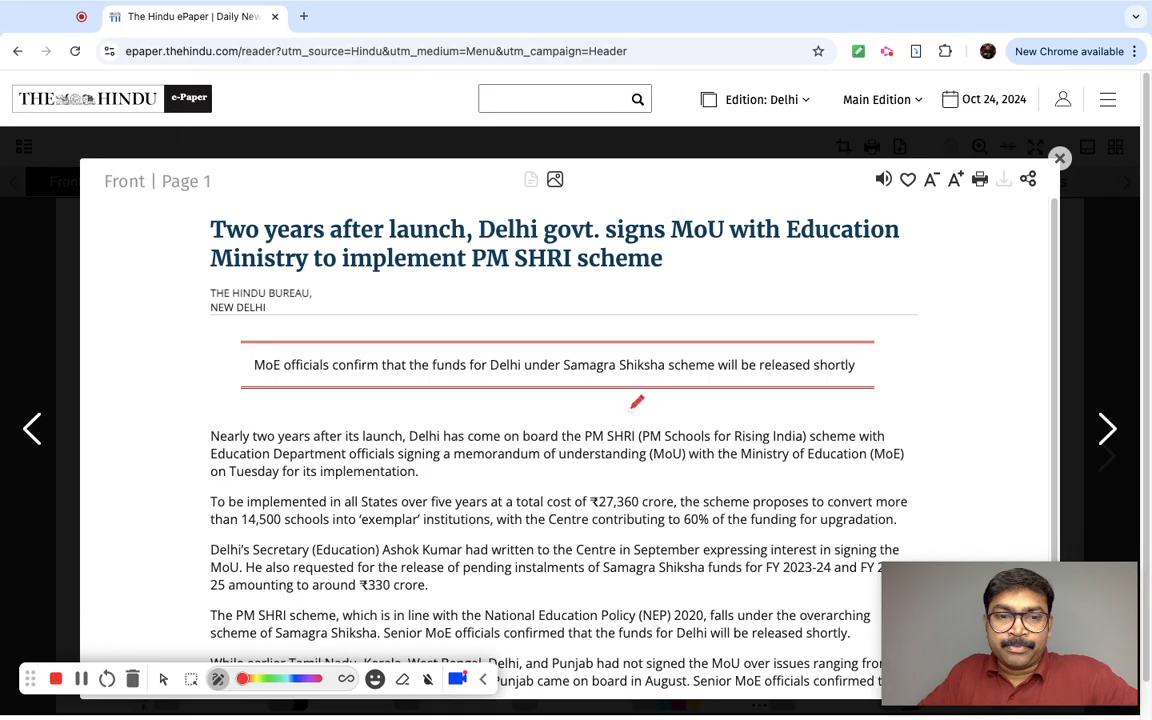 The Hindu ePaper | Daily New
epaper.thehindu.com/reader?utm_source=Hindu&utm_medium=Menu&utm_campaign=Header
New Chrome available
THE HINDU e-Paper
Edition: Delhi
Main Edition
Oct 24, 2024
Front | Page 1
A- A+
Two years after launch, Delhi govt. signs MoU with Education
Ministry to implement PM SHRI scheme
THE HINDU BUREAU,
NEW DELHI
MoE officials confirm that the funds for Delhi under Samagra Shiksha scheme will be released shortly
Nearly two years after its launch, Delhi has come on board the PM SHRI (PM Schools for Rising India) scheme with
Education Department officials signing a memorandum of understanding (MoU) with the Ministry of Education (MoE)
on Tuesday for its implementation.
To be implemented in all States over five years at a total cost of ₹27,360 crore, the scheme proposes to convert more
than 14,500 schools into ‘exemplar’ institutions, with the Centre contributing to 60% of the funding for upgradation.
Delhi’s Secretary (Education) Ashok Kumar had written to the Centre in September expressing interest in signing the
MoU. He also requested for the release of pending instalments of Samagra Shiksha funds for FY 2023-24 and FY 2
25 amounting to around ₹330 crore.
The PM SHRI scheme, which is in line with the National Education Policy (NEP) 2020, falls under the overarching
scheme of Samagra Shiksha. Senior MoE officials confirmed that the funds for Delhi will be released shortly.
While earlier Tamil Nadu, Kerala, West Bengal, Delhi, and Punjab had not signed the MoU over issues ranging from
Punjab came on board in August. Senior MoE officials confirmed